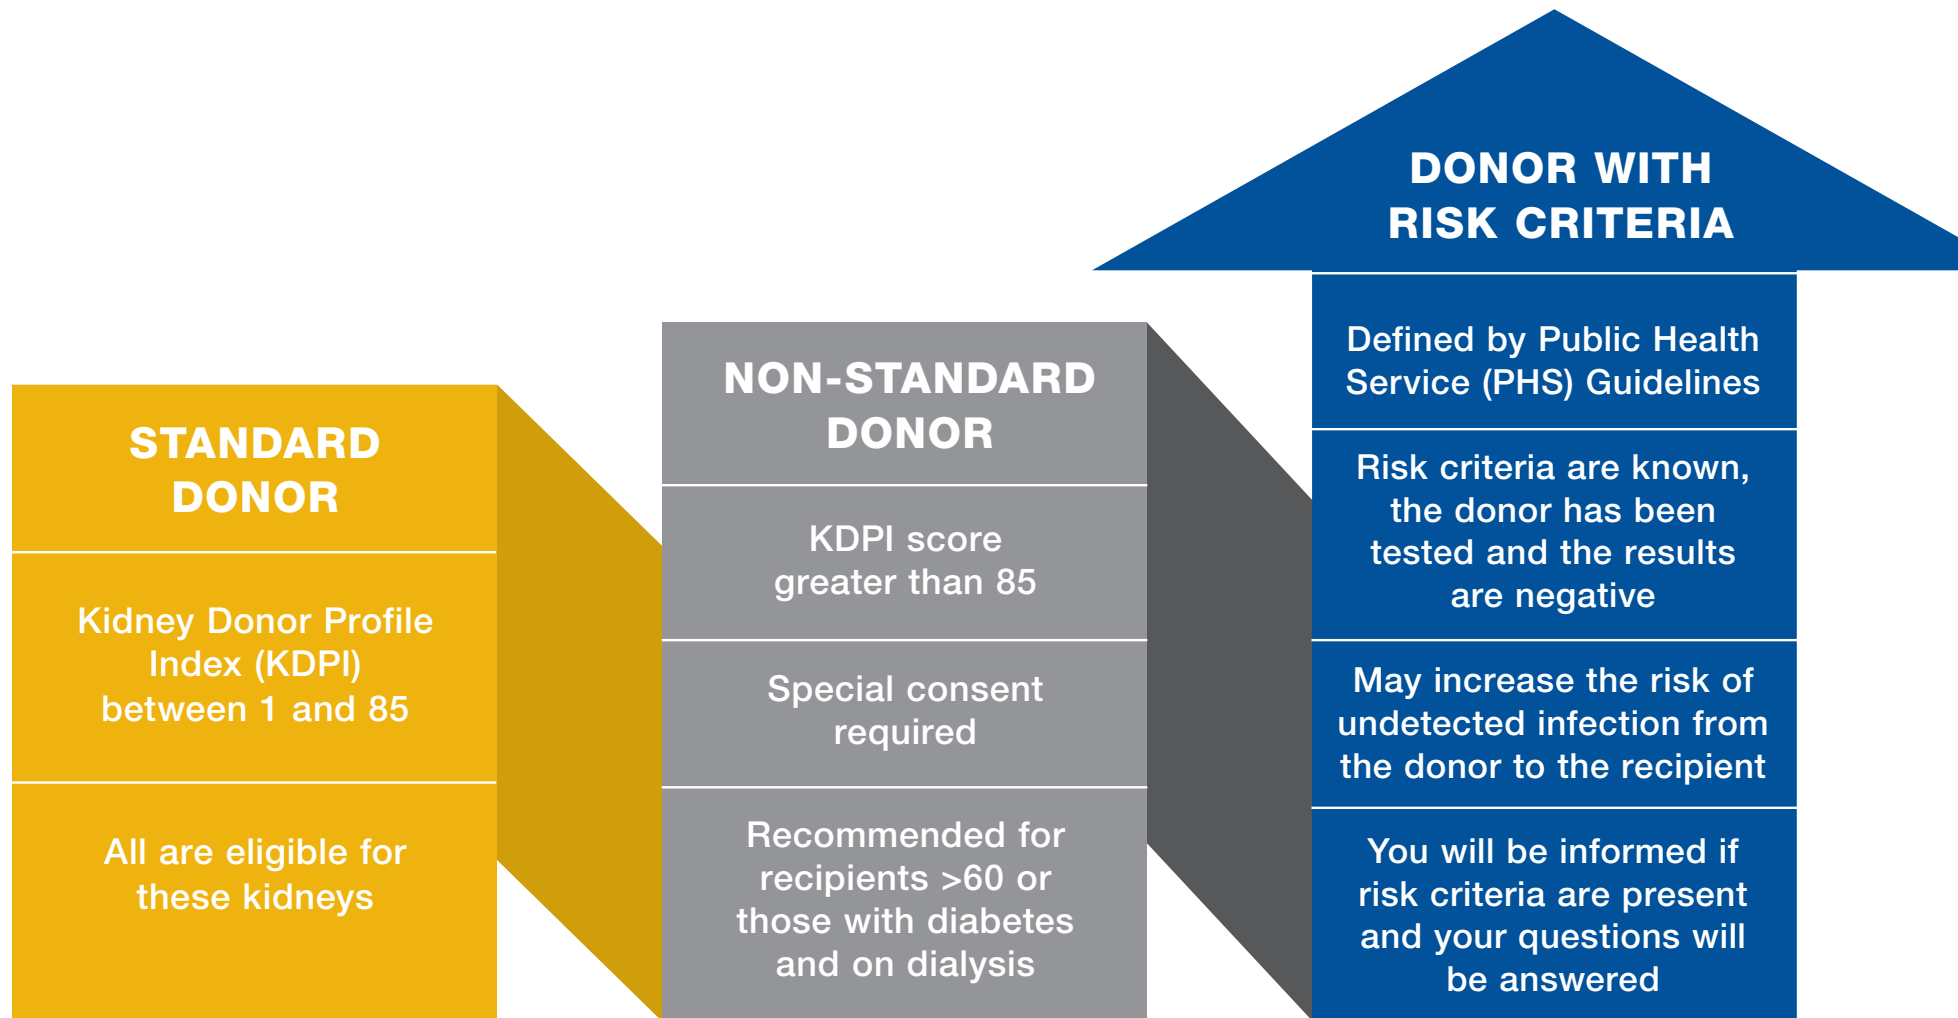 STANDARD
DONOR
Kidney Donor Profile
Index (KDPI)
between 1 and 85
All are eligible for
these kidneys
NON-STANDARD
DONOR
KDPI score
greater than 85
Special consent
required
Recommended for
recipients >60 or
those with diabetes
and on dialysis
DONOR WITH
RISK CRITERIA
Defined by Public Health
Service (PHS) Guidelines
Risk criteria are known,
the donor has been
tested and the results
are negative
May increase the risk of
undetected infection from
the donor to the recipient
You will be informed if
risk criteria are present
and your questions will
be answered